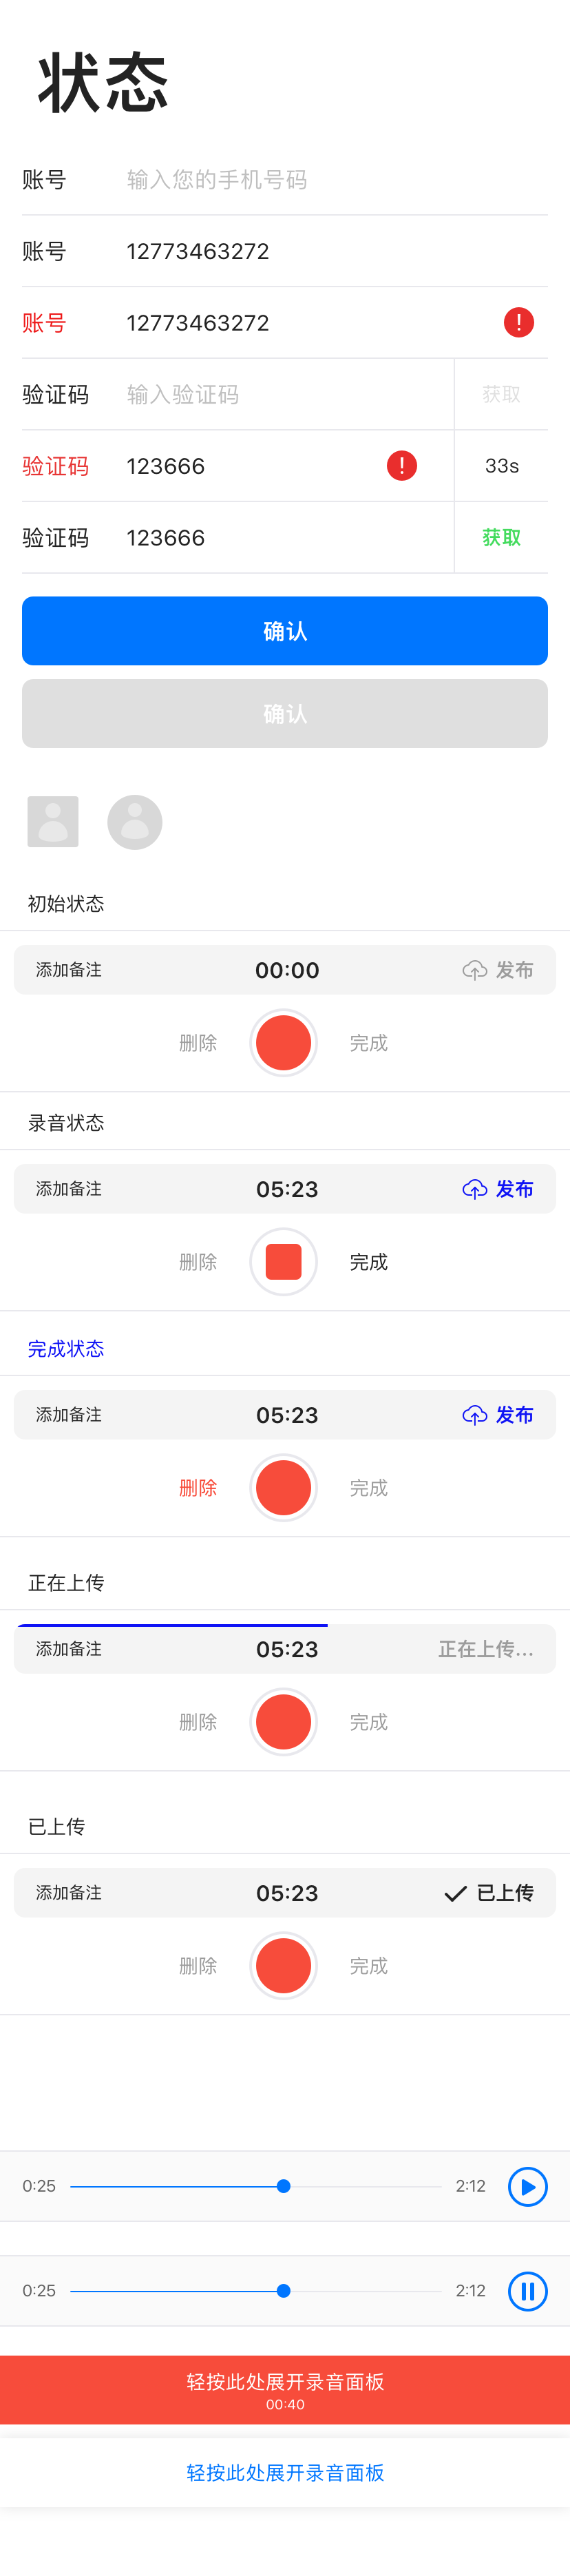 状态
账号 输入您的手机号码
账号 12773463272
账号 12773463272 !
验证码 输入验证码 获取
验证码 123666 ! 33s
验证码 123666 获取
确认
确认
初始状态
添加备注 00:00 发布
删除 完成
录音状态
添加备注 05:23 发布
删除 完成
完成状态
添加备注 05:23 发布
删除 完成
正在上传
添加备注 05:23 正在上传...
删除 完成
已上传
添加备注 05:23 已上传
删除 完成
0:25 2:12
0:25 2:12
轻按此处展开录音面板
00:40
轻按此处展开录音面板